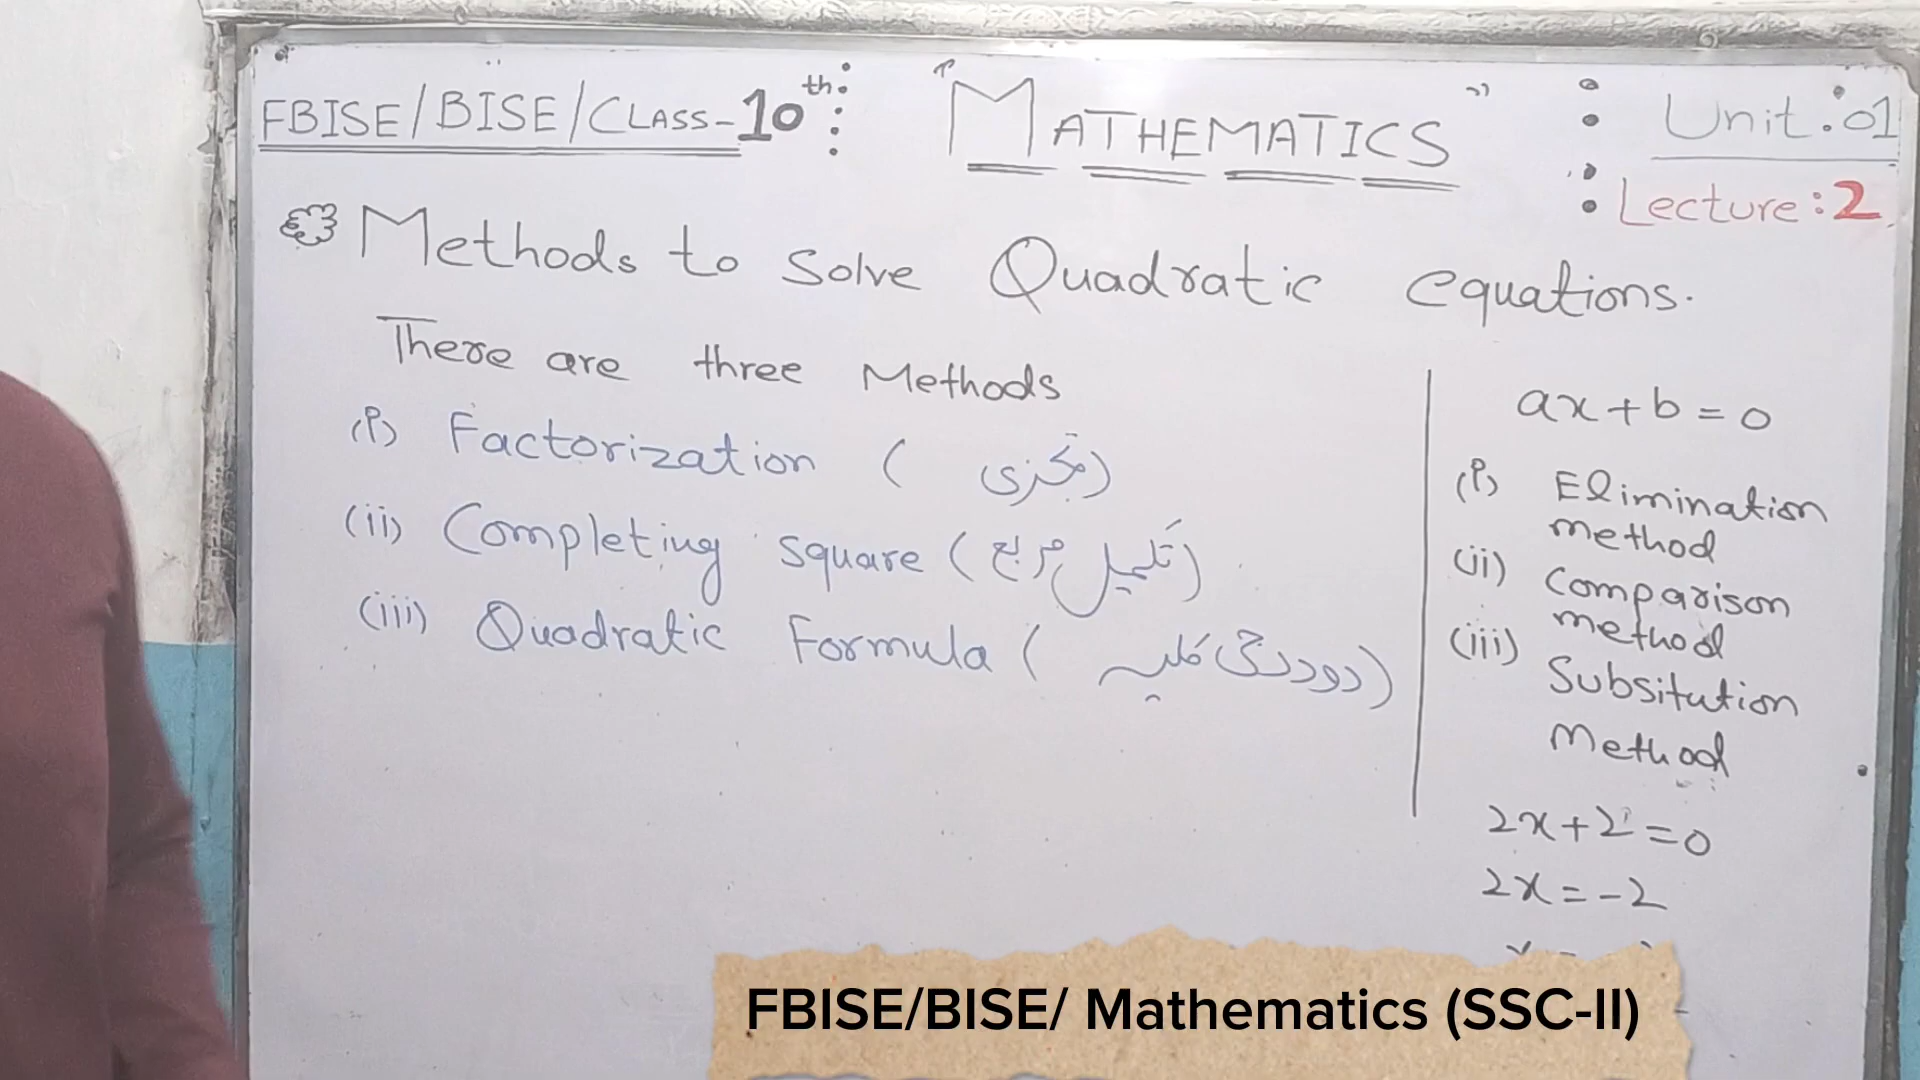 FBISE/BISE/CLASS-10th
"MATHEMATICS"
Unit:01
Lecture:2
Methods to Solve Quadratic equations.
There are three Methods
(i) Factorization (تجزی)
(ii) Completing square (تکمیل مربع)
(iii) Quadratic Formula (دودرجی کلیہ)
ax+b=0
(i) Elimination
method
(ii) Comparison
method
(iii) Subsitution
Method
2x+2=0
2x=-2
FBISE/BISE/ Mathematics (SSC-II)